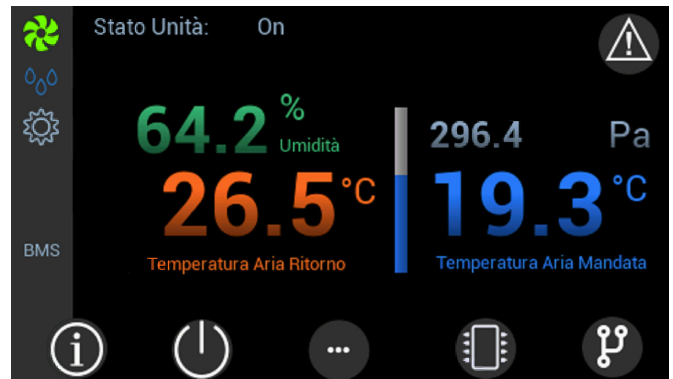 Stato Unità: On
64.2 %
Umidità
296.4 Pa
26.5 °C
19.3 °C
Temperatura Aria Ritorno
Temperatura Aria Mandata
BMS